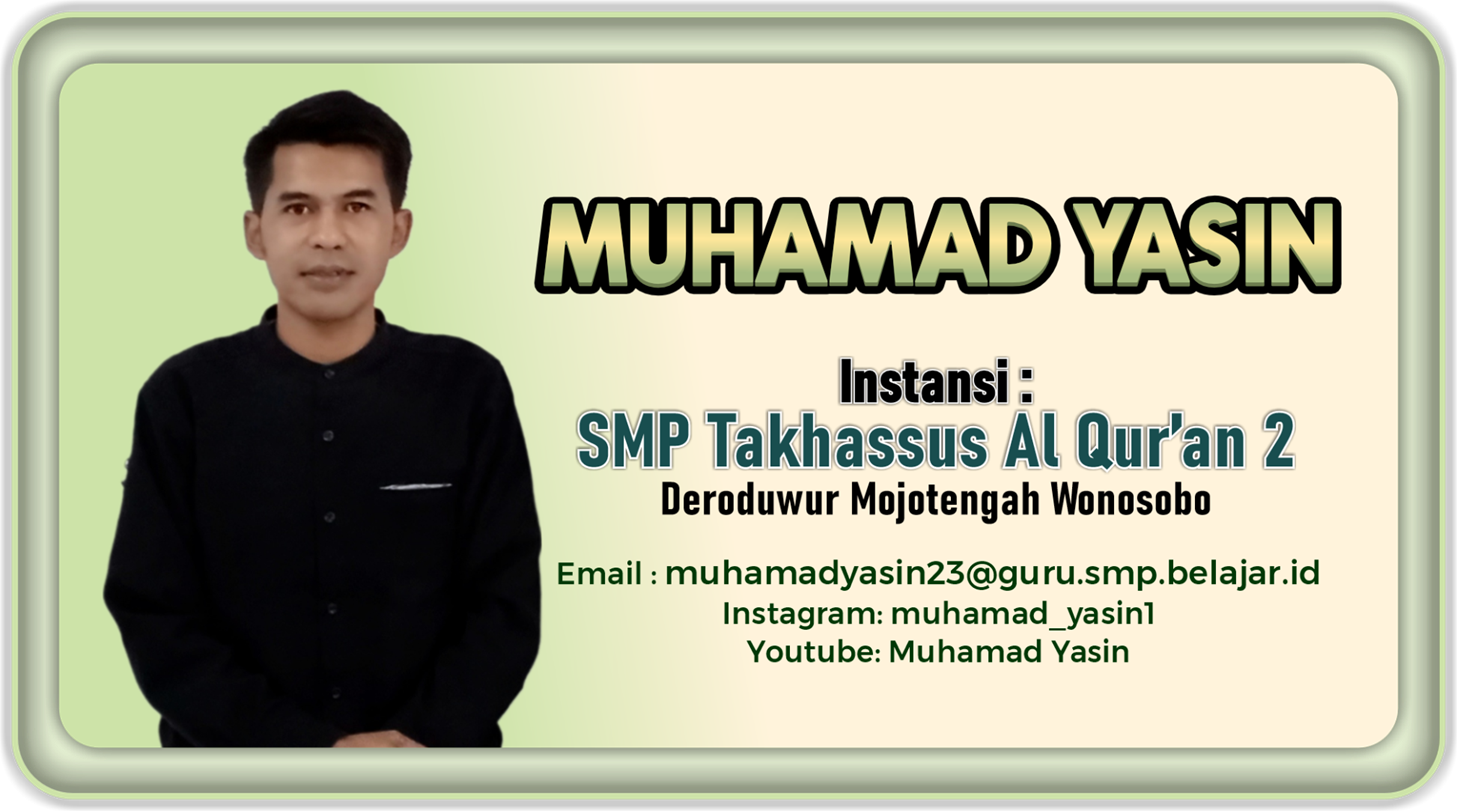 MUHAMAD YASIN
Instansi :
SMP Takhassus Al Qur'an 2
Deroduwur Mojotengah Wonosobo
Email : muhamadyasin23@guru.smp.belajar.id
Instagram: muhamad_yasin1
Youtube: Muhamad Yasin